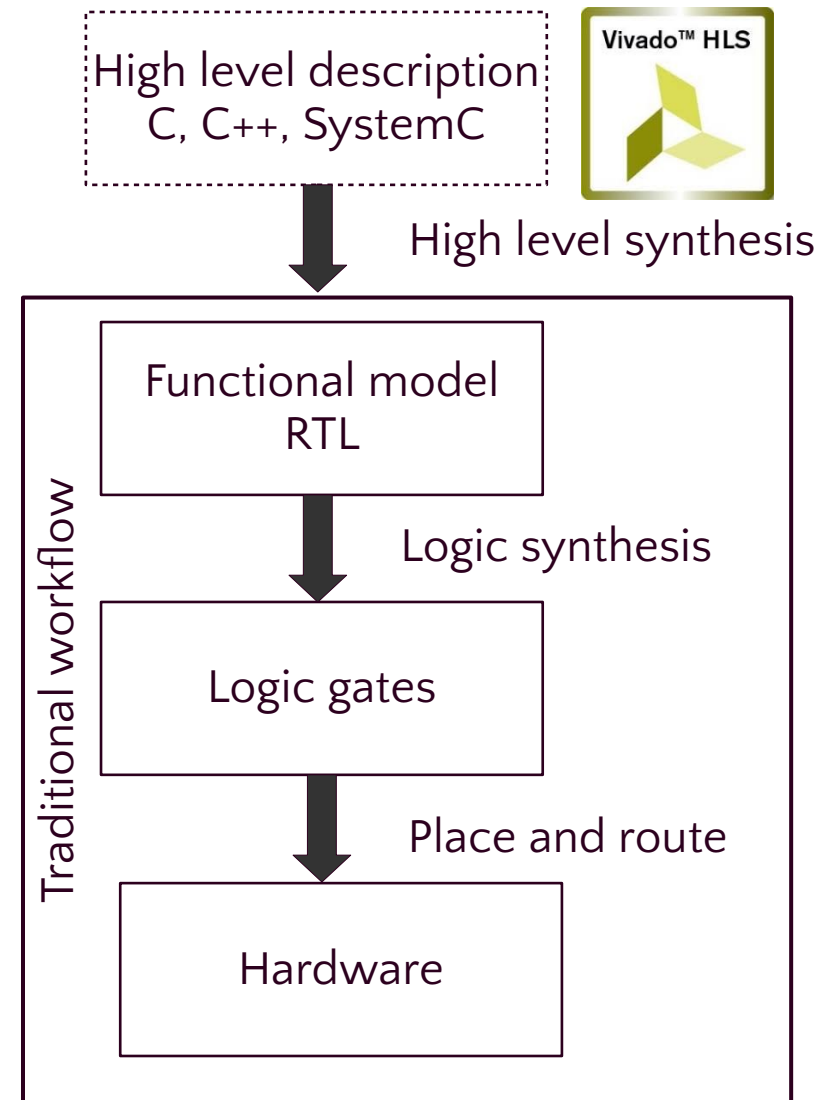 High level description
C, C++, SystemC
Vivado™ HLS
High level synthesis
Traditional workflow
Functional model
RTL
Logic synthesis
Logic gates
Place and route
Hardware